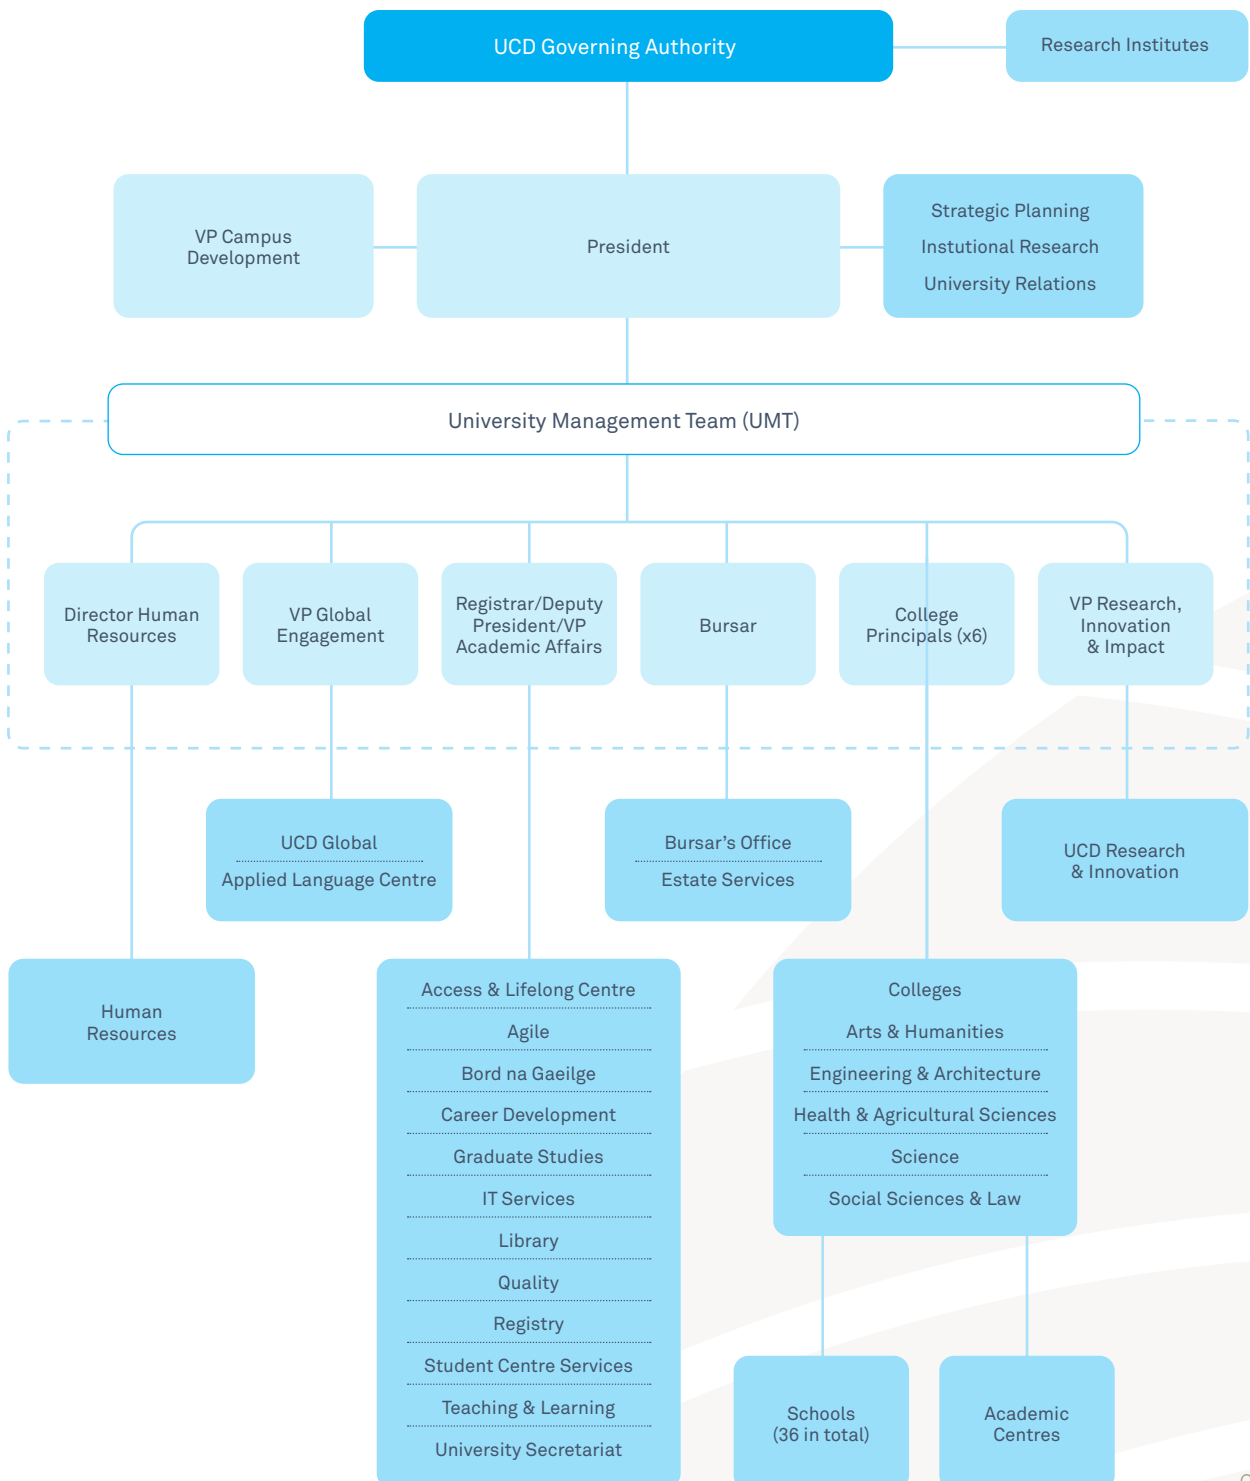 UCD Governing Authority
Research Institutes
VP Campus
Development
President
Strategic Planning
Instutional Research
University Relations
University Management Team (UMT)
Director Human
Resources
VP Global
Engagement
Registrar/Deputy
President/VP
Academic Affairs
Bursar
College
Principals (x6)
VP Research,
Innovation
& Impact
UCD Global
Applied Language Centre
Bursar's Office
Estate Services
UCD Research
& Innovation
Human
Resources
Access & Lifelong Centre
Agile
Bord na Gaeilge
Career Development
Graduate Studies
IT Services
Library
Quality
Registry
Student Centre Services
Teaching & Learning
University Secretariat
Colleges
Arts & Humanities
Engineering & Architecture
Health & Agricultural Sciences
Science
Social Sciences & Law
Schools
(36 in total)
Academic
Centres